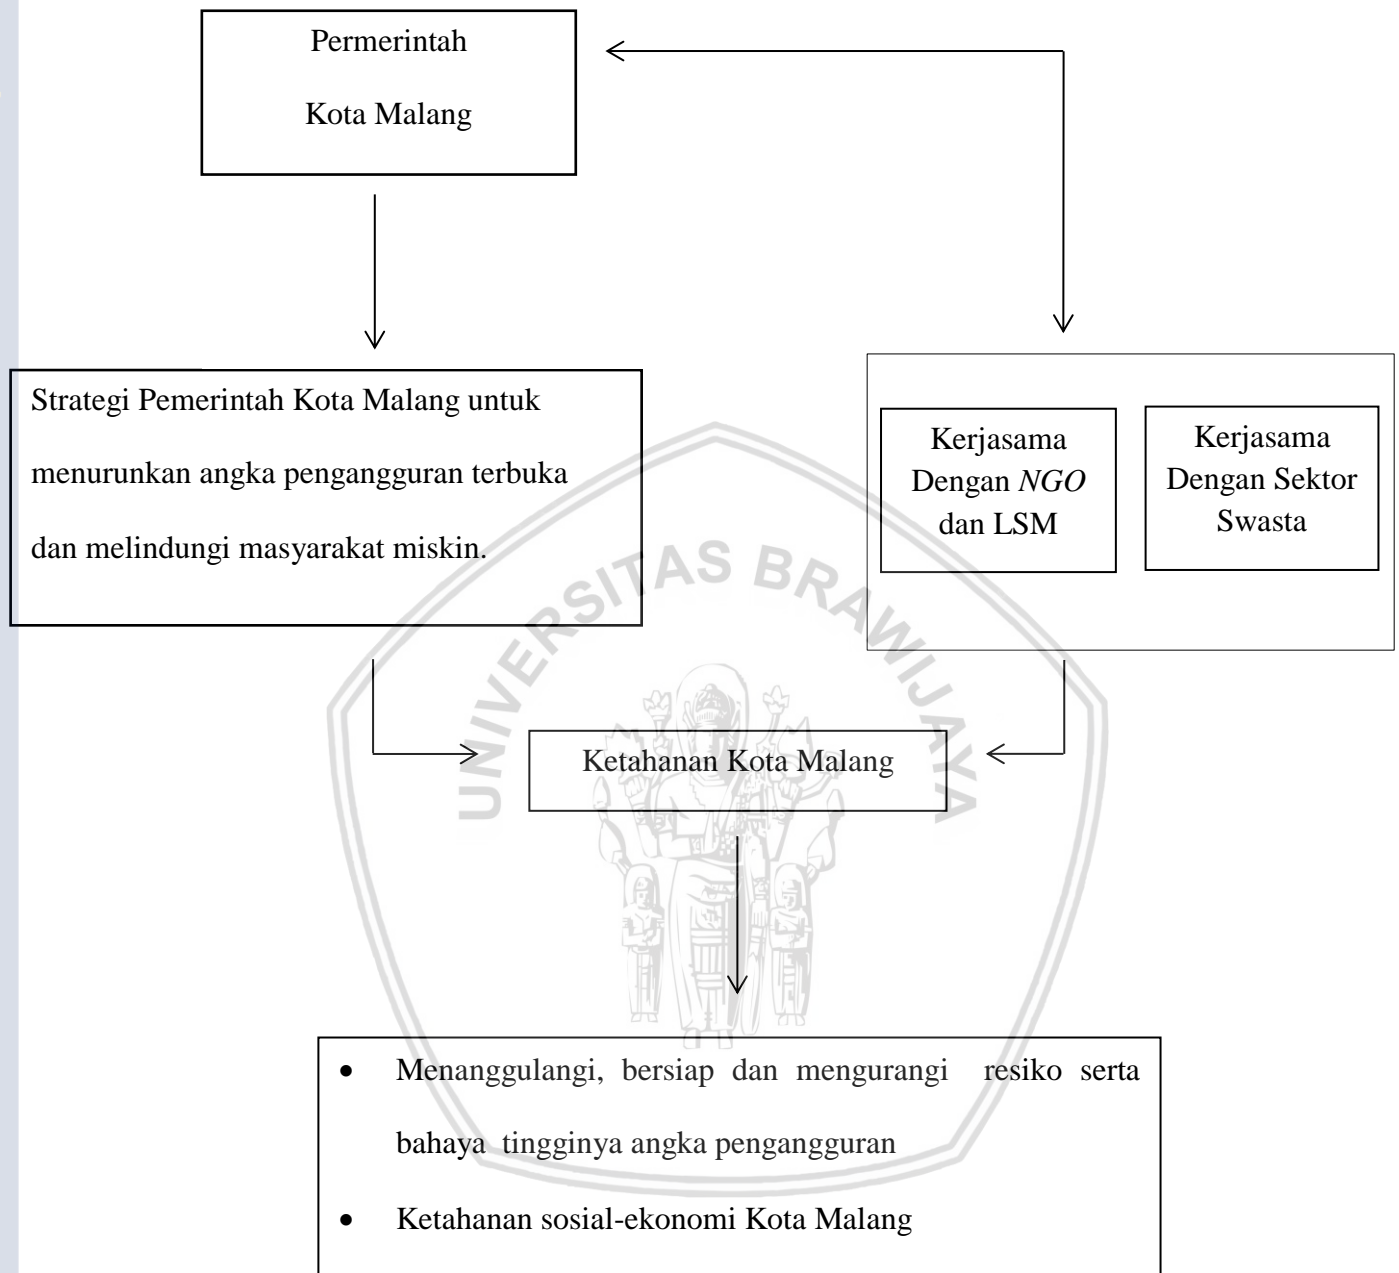 Permerintah
Kota Malang
Strategi Pemerintah Kota Malang untuk
menurunkan angka pengangguran terbuka
dan melindungi masyarakat miskin.
Kerjasama
Dengan NGO
dan LSM
Kerjasama
Dengan Sektor
Swasta
UNIVERSITAS BRAWIJAYA
Ketahanan Kota Malang
• Menanggulangi, bersiap dan mengurangi resiko serta
bahaya tingginya angka pengangguran
• Ketahanan sosial-ekonomi Kota Malang